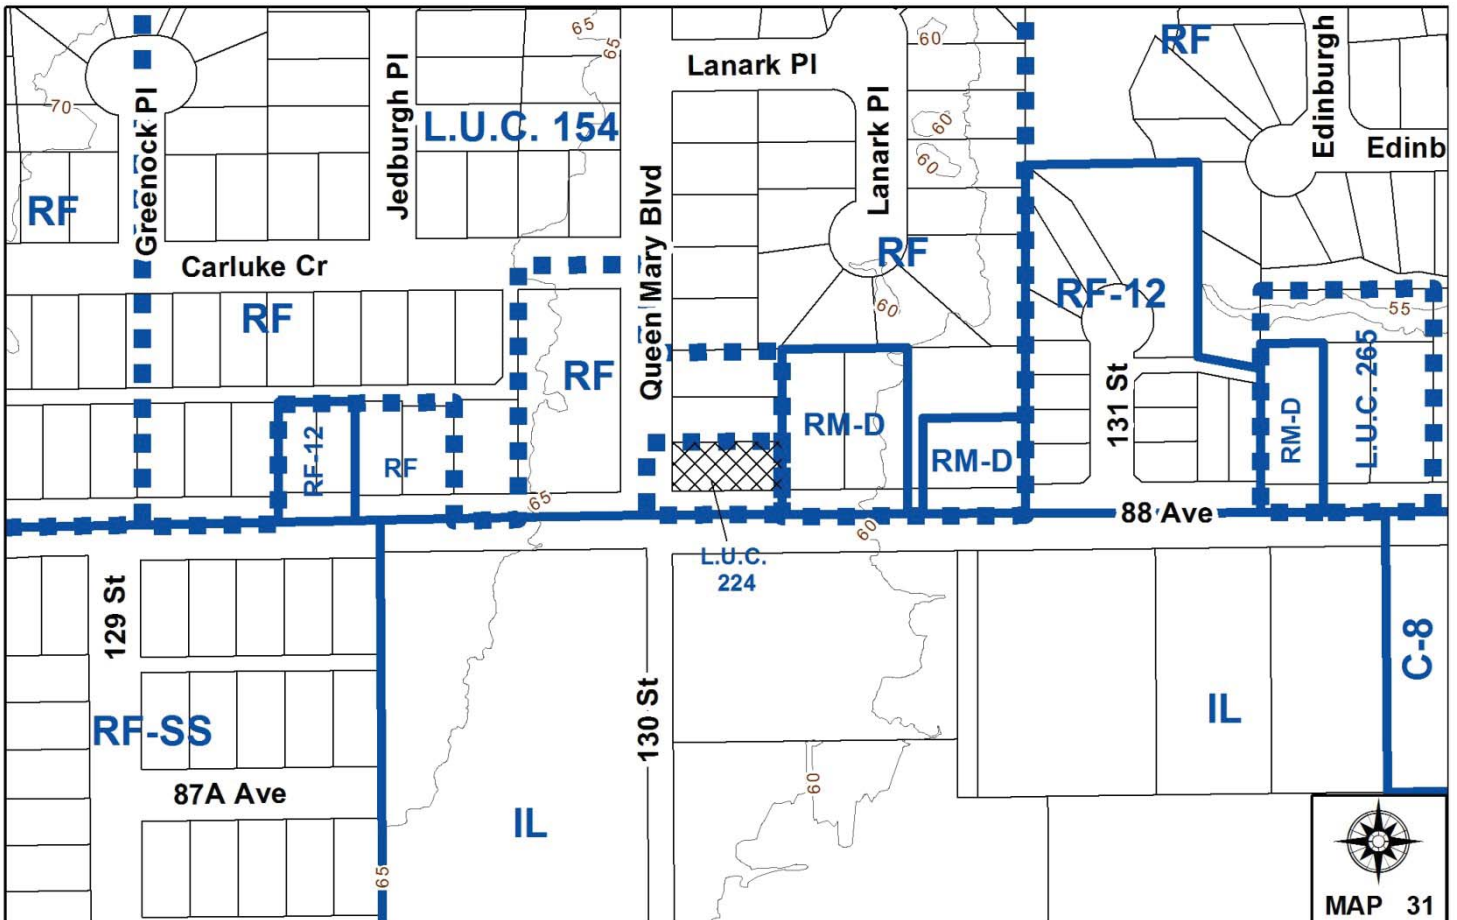 65
65
60
RF
Edinburgh
Lanark Pl
Jedburgh Pl
70
Greenock Pl
L.U.C. 154
Lanark Pl
60
Edinb
60
RF
Queen Mary Blvd
RF
Carluke Cr
RF-12
60
55
RF
RF
L.U.C. 265
131 St
RM-D
RM-D
RF-12
RF
RM-D
65
88 Ave
60
L.U.C.
224
129 St
C-8
RF-SS
130 St
IL
87A Ave
60
IL
65
MAP 31